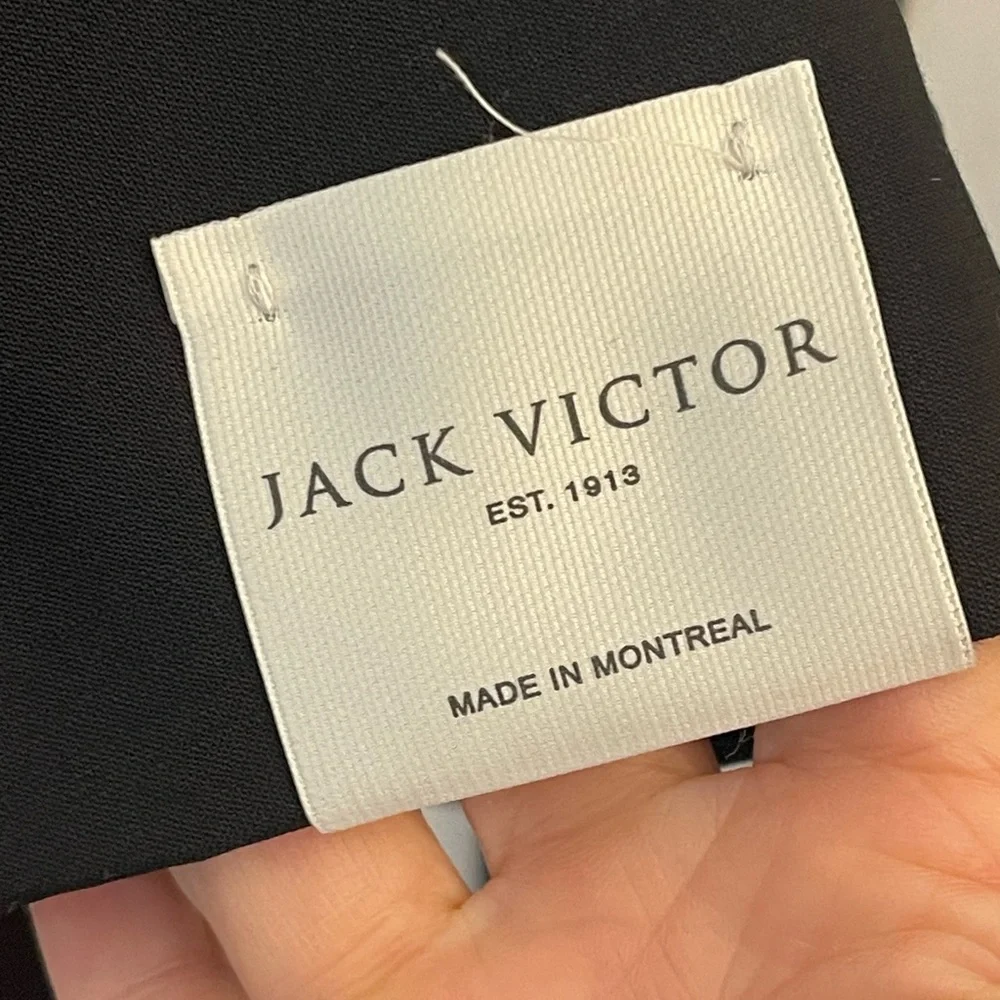 JACK VICTOR
EST. 1913
MADE IN MONTREAL